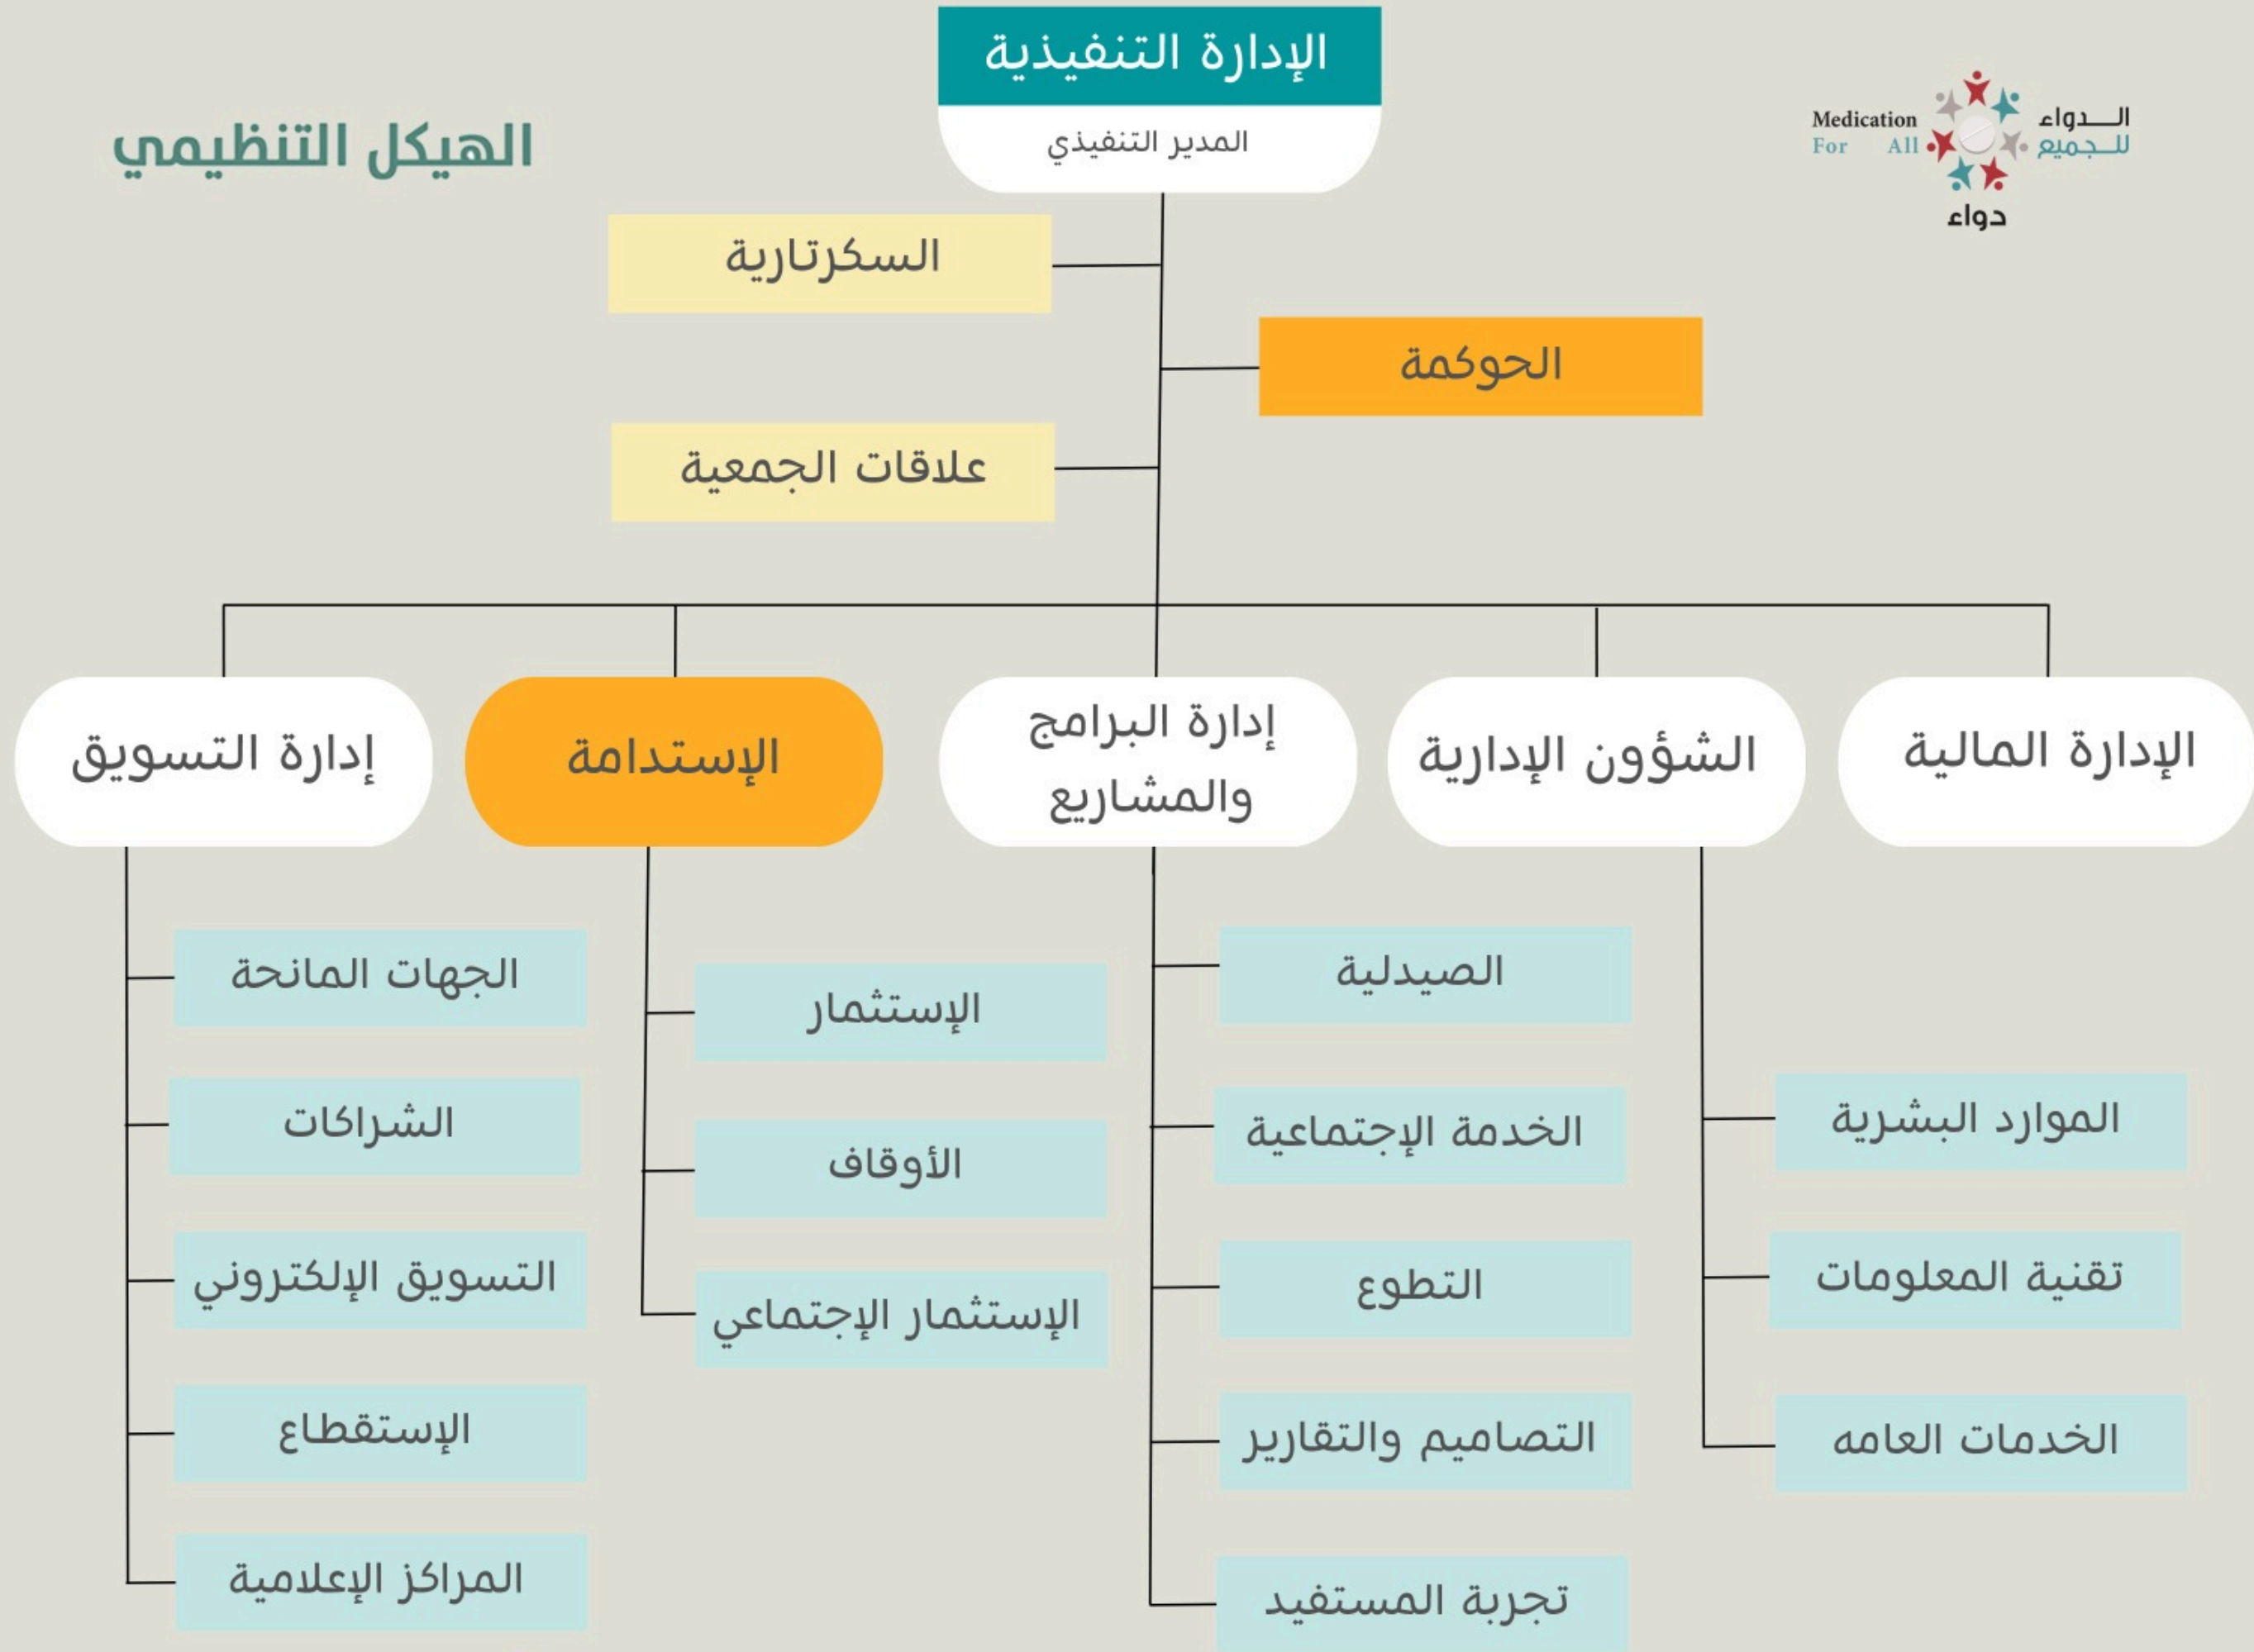 الإدارة التنفيذية
المدير التنفيذي
الهيكل التنظيمي
Medication
For All
الــدواء
للــجميع
دواء
السكرتارية
الحوكمة
علاقات الجمعية
الإدارة المالية
الشؤون الإدارية
إدارة البرامج
والمشاريع
الإستدامة
إدارة التسويق
الموارد البشرية
تقنية المعلومات
الخدمات العامه
الصيدلية
الخدمة الإجتماعية
التطوع
التصاميم والتقارير
تجربة المستفيد
الإستثمار
الأوقاف
الإستثمار الإجتماعي
الجهات المانحة
الشراكات
التسويق الإلكتروني
الإستقطاع
المراكز الإعلامية